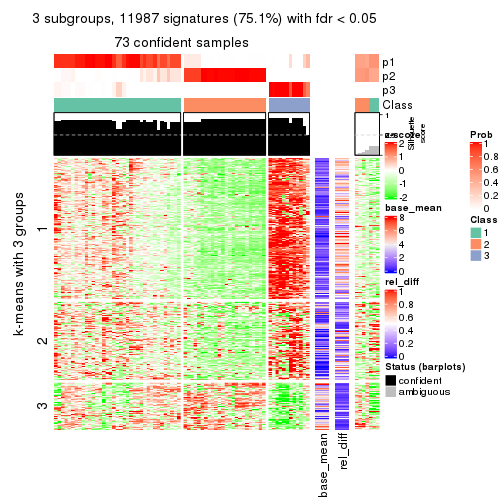 3 subgroups, 11987 signatures (75.1%) with fdr < 0.05
73 confident samples
p1
p2
p3
Class
1
Silhouette
score
k-means with 3 groups
1
2
3
base_mean
rel_diff
z-score
2
1
0
-1
-2
base_mean
8
6
4
2
0
rel_diff
1
0.8
0.6
0.4
0.2
0
Status (barplots)
confident
ambiguous
Prob
1
0.8
0.6
0.4
0.2
0
Class
1
2
3